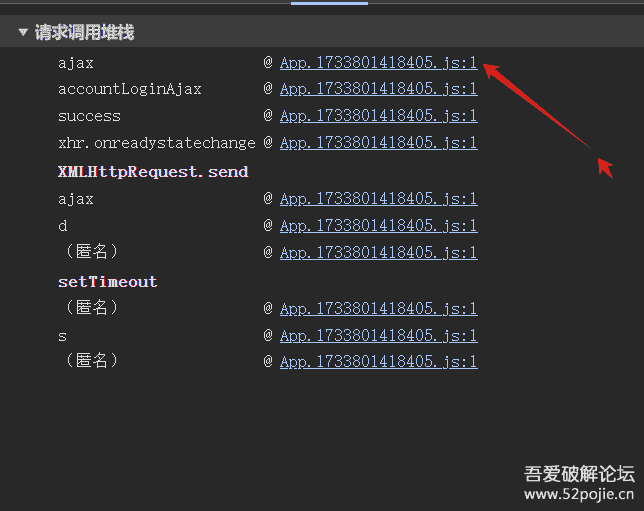 请求调用堆栈
ajax @ App.1733801418405.js:1
accountLoginAjax @ App.1733801418405.js:1
success @ App.1733801418405.js:1
xhr.onreadystatechange @ App.1733801418405.js:1
XMLHttpRequest.send
ajax @ App.1733801418405.js:1
d @ App.1733801418405.js:1
（匿名） @ App.1733801418405.js:1
setTimeout
（匿名） @ App.1733801418405.js:1
s @ App.1733801418405.js:1
（匿名） @ App.1733801418405.js:1
吾爱破解论坛
www.52pojie.cn